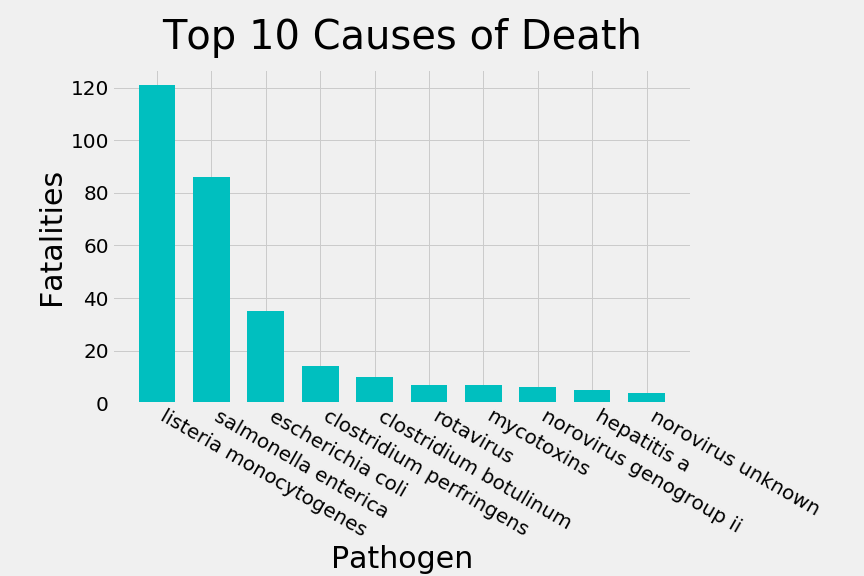 Top 10 Causes of Death
Fatalities
120
100
80
60
40
20
0
listeria monocytogenes
salmonella enterica
escherichia coli
clostridium perfringens
clostridium botulinum
rotavirus
mycotoxins
norovirus genogroup ii
hepatitis a
norovirus unknown
Pathogen